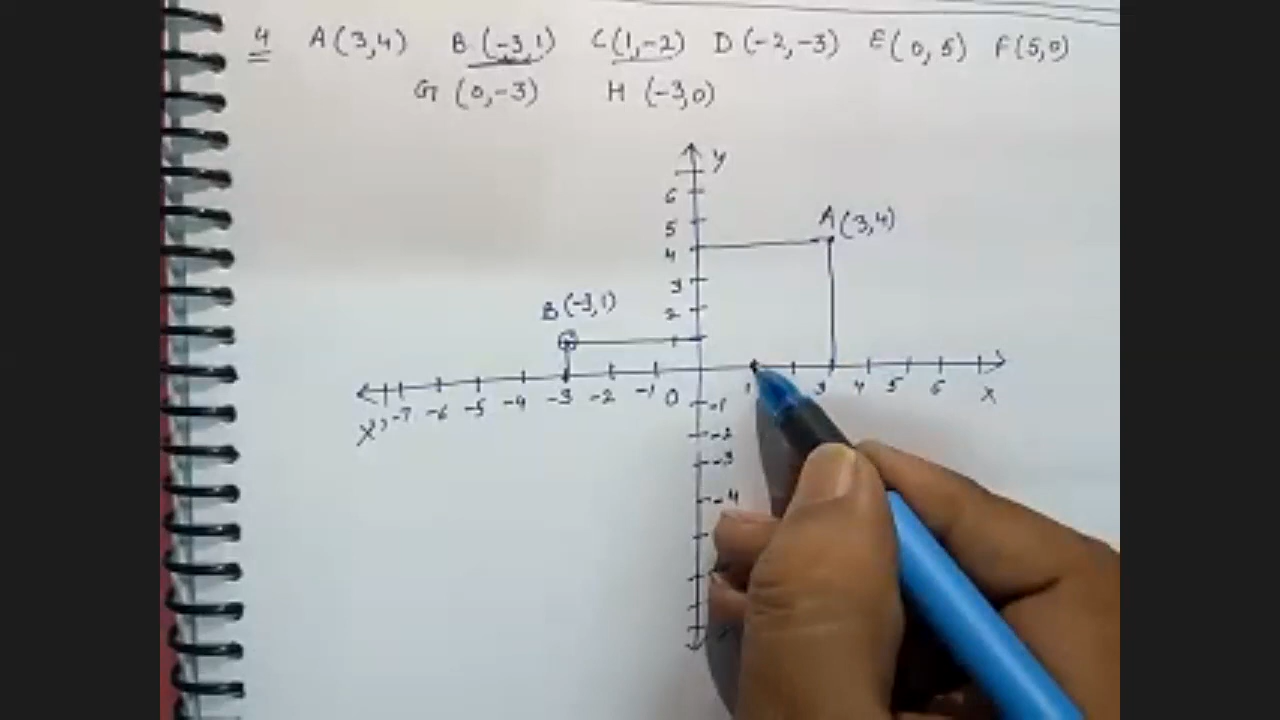 4 A(3,4) B(-3,1) C(1,-2) D(-2,-3) E(0,5) F(5,0)
G(0,-3) H(-3,0)
y
6
5
4
3
2
1
A(3,4)
B(-3,1)
X' -7 -6 -5 -4 -3 -2 -1 0 1 3 4 5 6 X
-1
-2
-3
-4